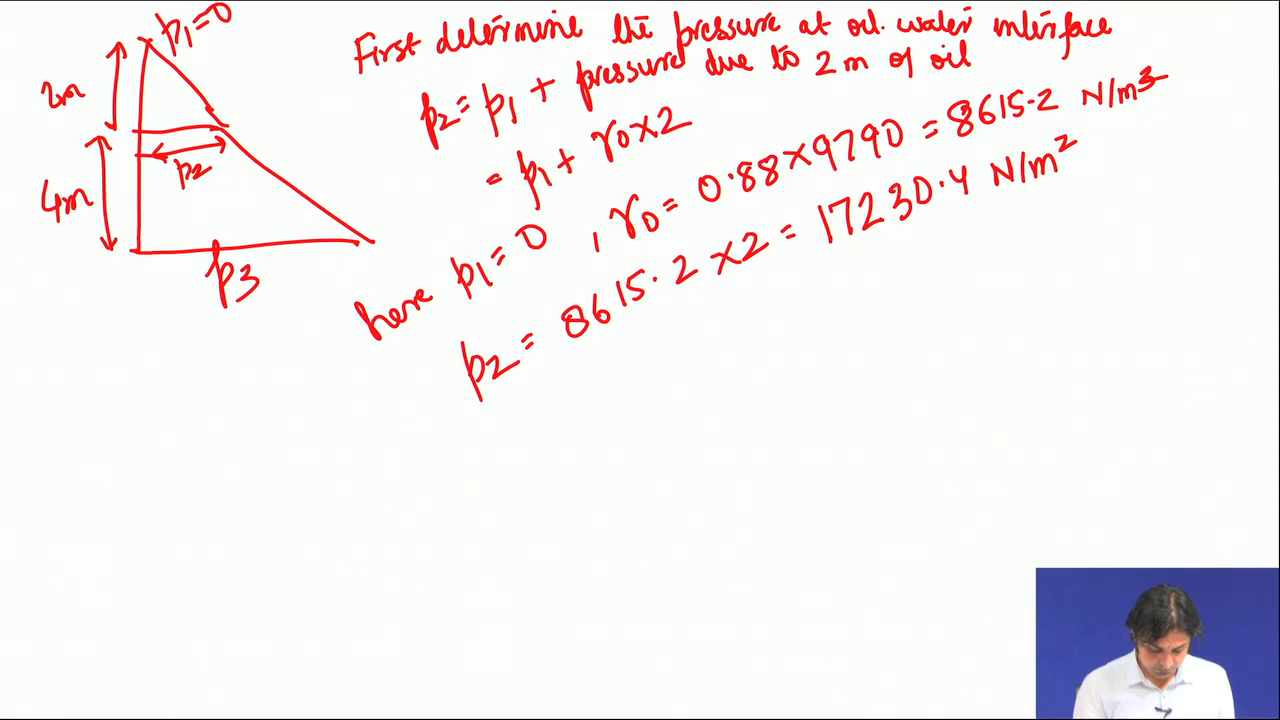 p1=0
2m
4m
p2
p3
First determine the pressure at oil-water interface
p2 = p1 + pressure due to 2 m of oil
= p1 + γ0×2
here p1 = 0 , γ0 = 0.88×9790 = 8615.2 N/m3
p2 = 8615.2 ×2 = 17230.4 N/m2